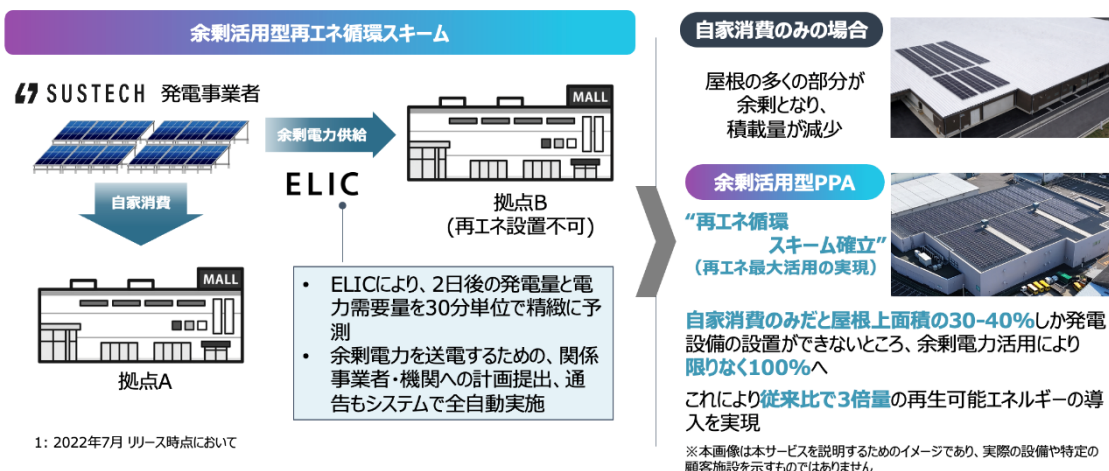 余剰活用型再エネ循環スキーム
SUSTECH 発電事業者
余剰電力供給
MALL
ELIC
自家消費
拠点B
(再エネ設置不可)
MALL
拠点A
• ELICにより、2日後の発電量と電
力需要量を30分単位で精緻に予
測
• 余剰電力を送電するための、関係
事業者・機関への計画提出、通
告もシステムで全自動実施
1: 2022年7月 リリース時点において
自家消費のみの場合
屋根の多くの部分が
余剰となり、
積載量が減少
余剰活用型PPA
“再エネ循環
スキーム確立”
(再エネ最大活用の実現)
自家消費のみだと屋根上面積の30-40%しか発電
設備の設置ができないところ、余剰電力活用により
限りなく100%へ
これにより従来比で3倍量の再生可能エネルギーの導
入を実現
※本画像は本サービスを説明するためのイメージであり、実際の設備や特定の
顧客施設を示すものではありません